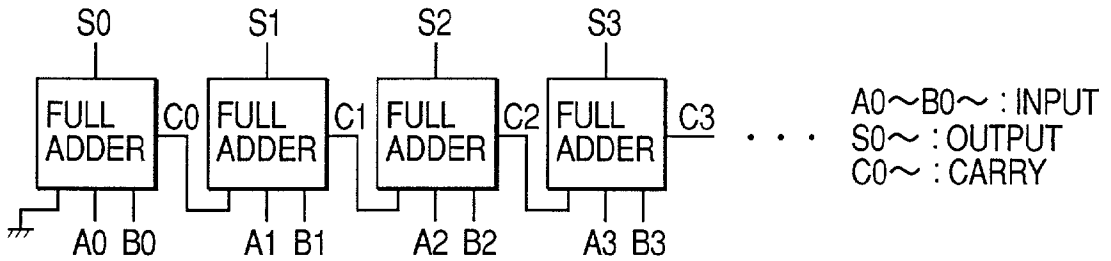 S0 S1 S2 S3
FULL ADDER C0 FULL ADDER C1 FULL ADDER C2 FULL ADDER C3 . . .
A0 B0 A1 B1 A2 B2 A3 B3
A0~B0~ : INPUT
S0~ : OUTPUT
C0~ : CARRY